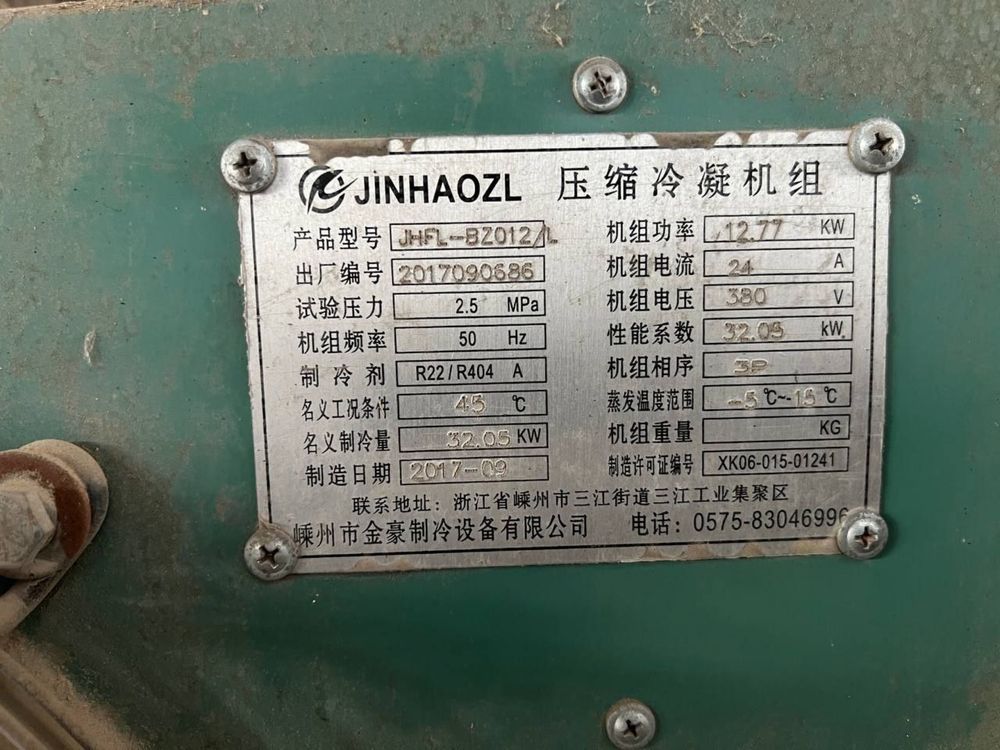 JINHAOZL 压缩冷凝机组
产品型号 JHFL-BZ012/L 机组功率 12.77 KW
出厂编号 2017090686 机组电流 24 A
试验压力 2.5 MPa 机组电压 380 V
机组频率 50 Hz 性能系数 32.05 kW.
制冷剂 R22/R404 A 机组相序 3P
名义工况条件 45 ℃ 蒸发温度范围 -5 ℃~-15 ℃
名义制冷量 32.05 KW 机组重量 KG
制造日期 2017-09 制造许可证编号 XK06-015-01241
联系地址: 浙江省嵊州市三江街道三江工业集聚区
嵊州市金豪制冷设备有限公司 电话: 0575-83046996